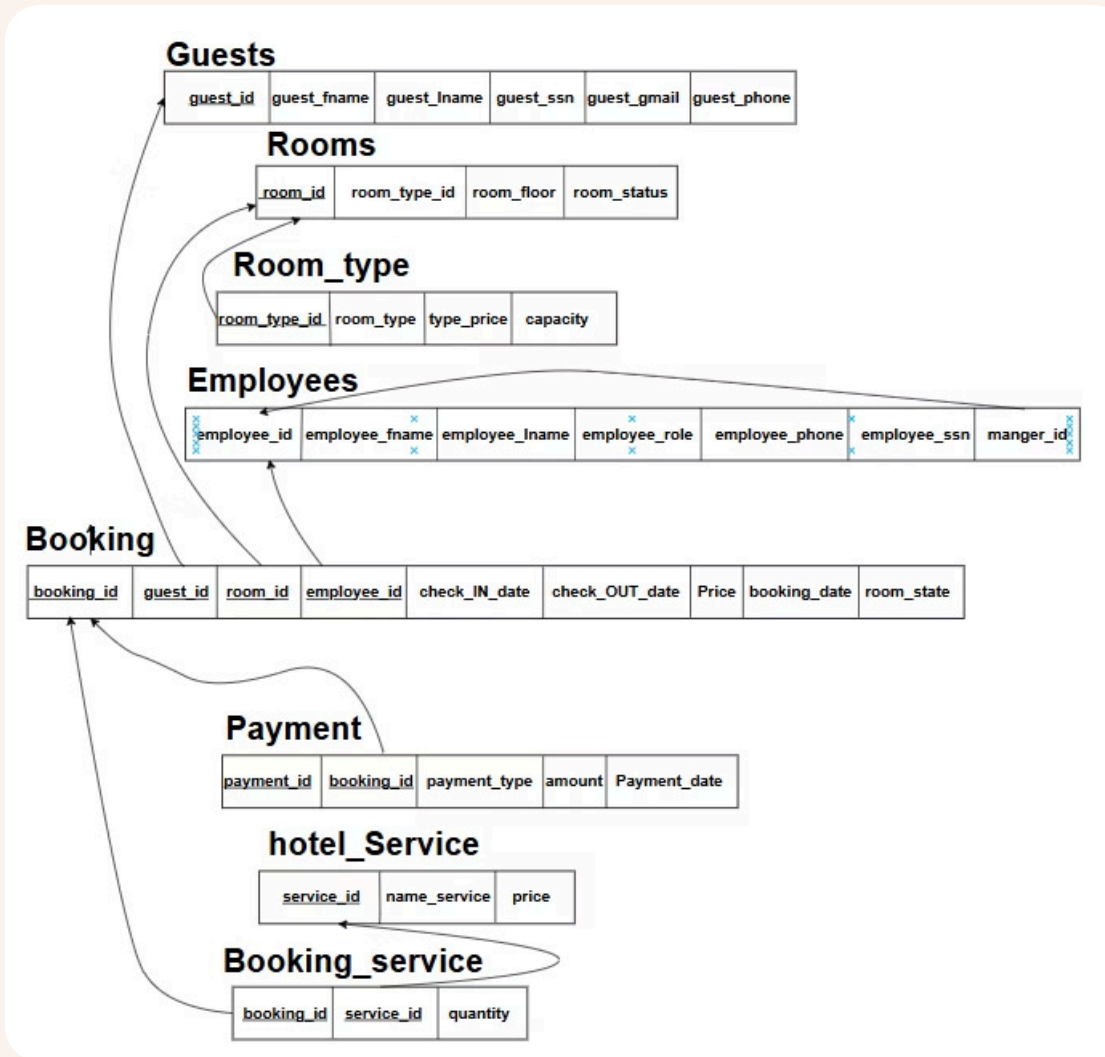 Guests
guest_id guest_fname guest_lname guest_ssn guest_gmail guest_phone
Rooms
room_id room_type_id room_floor room_status
Room_type
room_type_id room_type type_price capacity
Employees
employee_id employee_fname employee_lname employee_role employee_phone employee_ssn manger_id
Booking
booking_id guest_id room_id employee_id check_IN_date check_OUT_date Price booking_date room_state
Payment
payment_id booking_id payment_type amount Payment_date
hotel_Service
service_id name_service price
Booking_service
booking_id service_id quantity